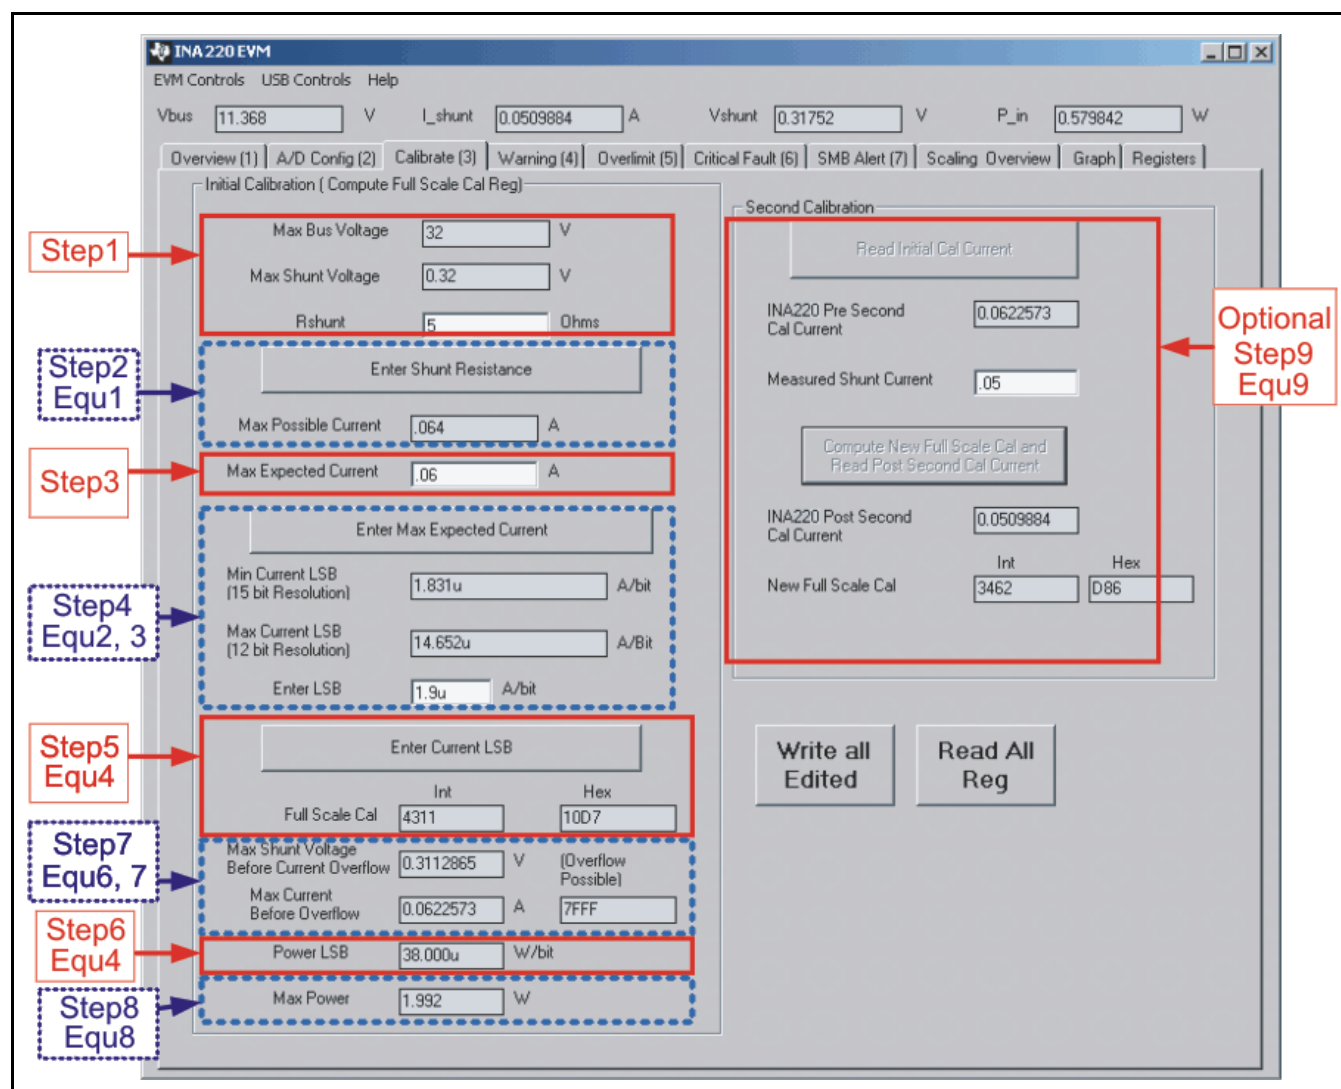 INA220 EVM
EVM Controls USB Controls Help
Vbus 11.368 V I_shunt 0.0509884 A Vshunt 0.31752 V P_in 0.579842 W
Overview (1) A/D Config (2) Calibrate (3) Warning (4) Overlimit (5) Critical Fault (6) SMB Alert (7) Scaling Overview Graph Registers
Initial Calibration ( Compute Full Scale Cal Reg)
Step1
Max Bus Voltage 32 V
Max Shunt Voltage 0.32 V
Rshunt 5 Ohms
Step2
Equ1
Enter Shunt Resistance
Max Possible Current .064 A
Step3
Max Expected Current .06 A
Step4
Equ2, 3
Enter Max Expected Current
Min Current LSB
(15 bit Resolution) 1.831u A/bit
Max Current LSB
(12 bit Resolution) 14.652u A/Bit
Enter LSB 1.9u A/bit
Step5
Equ4
Enter Current LSB
Int Hex
Full Scale Cal 4311 10D7
Step7
Equ6, 7
Max Shunt Voltage
Before Current Overflow 0.3112865 V (Overflow
Possible)
Max Current
Before Overflow 0.0622573 A 7FFF
Step6
Equ4
Power LSB 38.000u W/bit
Step8
Equ8
Max Power 1.992 W
Second Calibration
Read Initial Cal Current
INA220 Pre Second
Cal Current 0.0622573
Measured Shunt Current .05
Compute New Full Scale Cal and
Read Post Second Cal Current
INA220 Post Second
Cal Current 0.0509884
Int Hex
New Full Scale Cal 3462 D86
Optional
Step9
Equ9
Write all
Edited
Read All
Reg